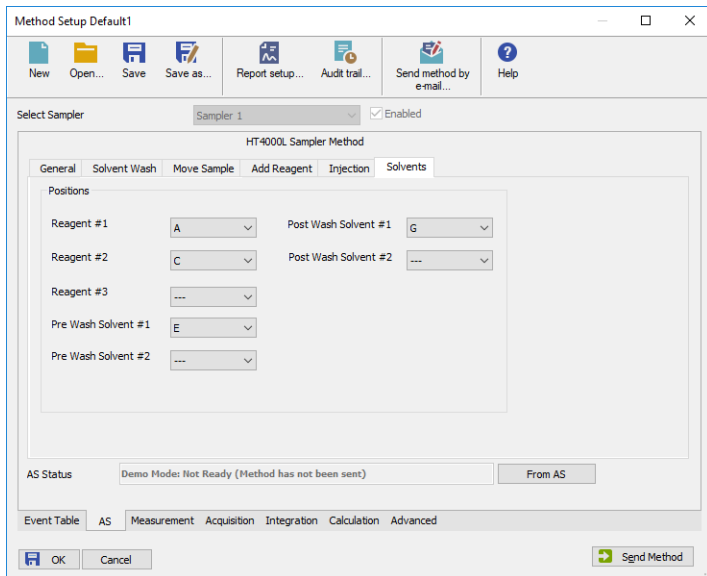 Method Setup Default1
New Open... Save Save as... Report setup... Audit trail... Send method by e-mail... Help
Select Sampler Sampler 1 Enabled
HT4000L Sampler Method
General Solvent Wash Move Sample Add Reagent Injection Solvents
Positions
Reagent #1 A Post Wash Solvent #1 G
Reagent #2 C Post Wash Solvent #2 ---
Reagent #3 ---
Pre Wash Solvent #1 E
Pre Wash Solvent #2 ---
AS Status Demo Mode: Not Ready (Method has not been sent) From AS
Event Table AS Measurement Acquisition Integration Calculation Advanced
OK Cancel Send Method